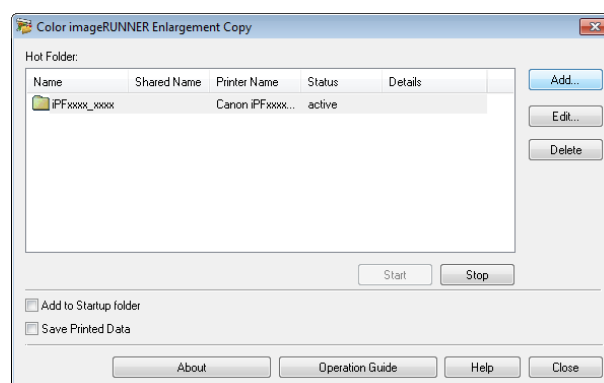 Color imageRUNNER Enlargement Copy
Hot Folder:
Name Shared Name Printer Name Status Details
iPFxxxx_xxxx Canon iPFxxxx... active
Add...
Edit...
Delete
Start Stop
Add to Startup folder
Save Printed Data
About Operation Guide Help Close